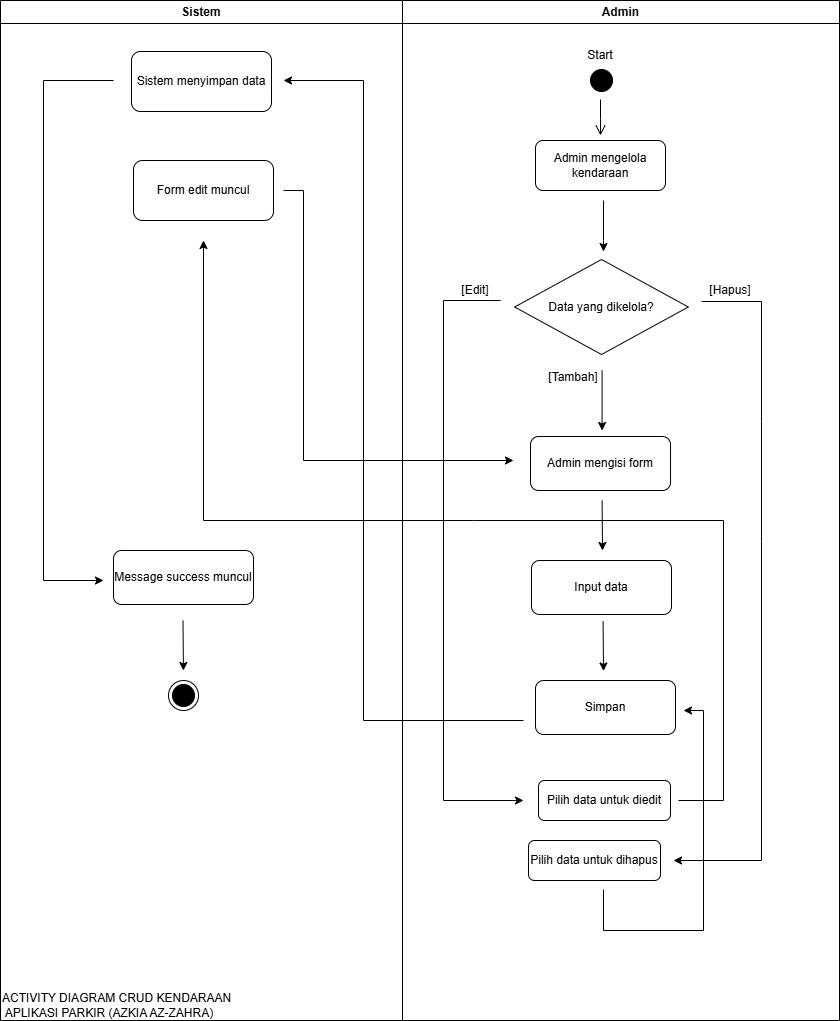 Sistem
Admin
Start
Sistem menyimpan data
Admin mengelola
kendaraan
Form edit muncul
[Edit]
[Hapus]
Data yang dikelola?
[Tambah]
Admin mengisi form
Message success muncul
Input data
Simpan
Pilih data untuk diedit
Pilih data untuk dihapus
ACTIVITY DIAGRAM CRUD KENDARAAN
APLIKASI PARKIR (AZKIA AZ-ZAHRA)